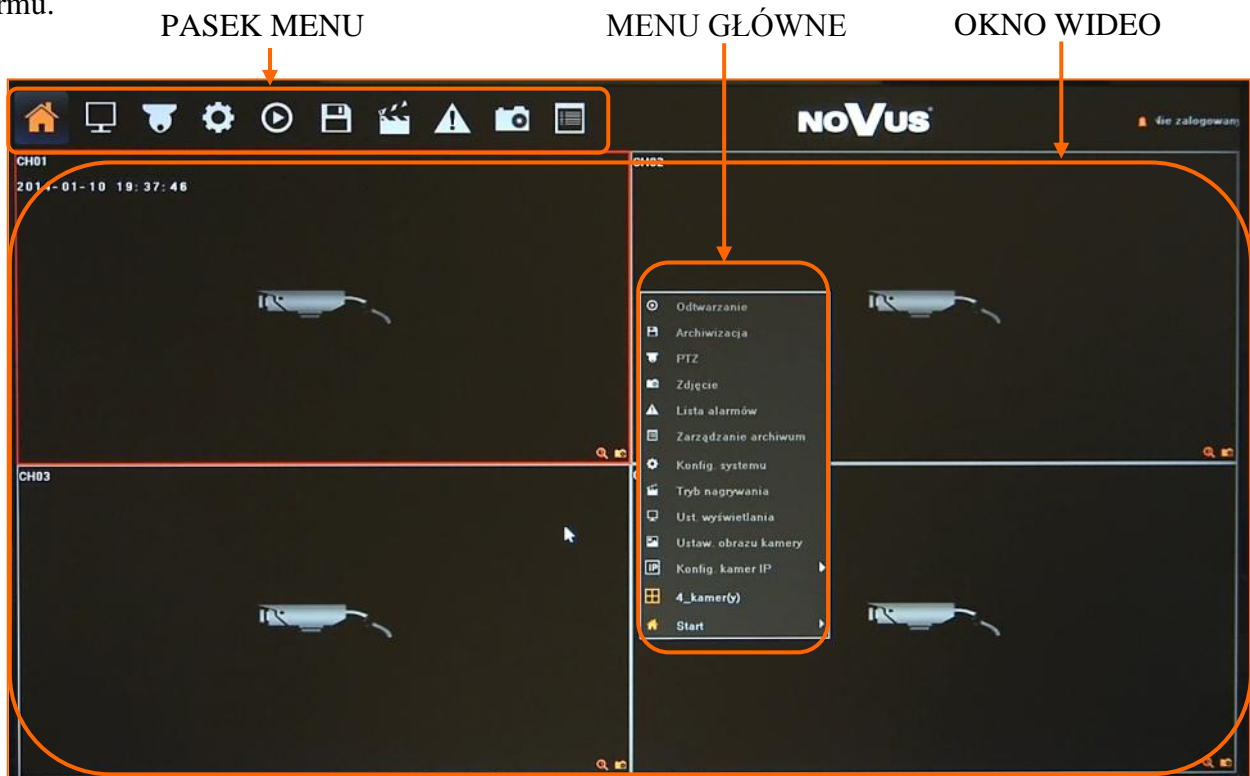 rmu.
PASEK MENU
MENU GŁÓWNE
OKNO WIDEO
NOVUS
zalogowany
CH01
CH02
2014-01-10 19:37:46
Odtwarzanie
Archiwizacja
PTZ
Zdjęcie
Lista alarmów
Zarządzanie archiwum
Konfig. systemu
CH03
Tryb nagrywania
Ust. wyświetlania
Ustaw. obrazu kamery
IP Konfig. kamer IP
4_kamer(y)
Start